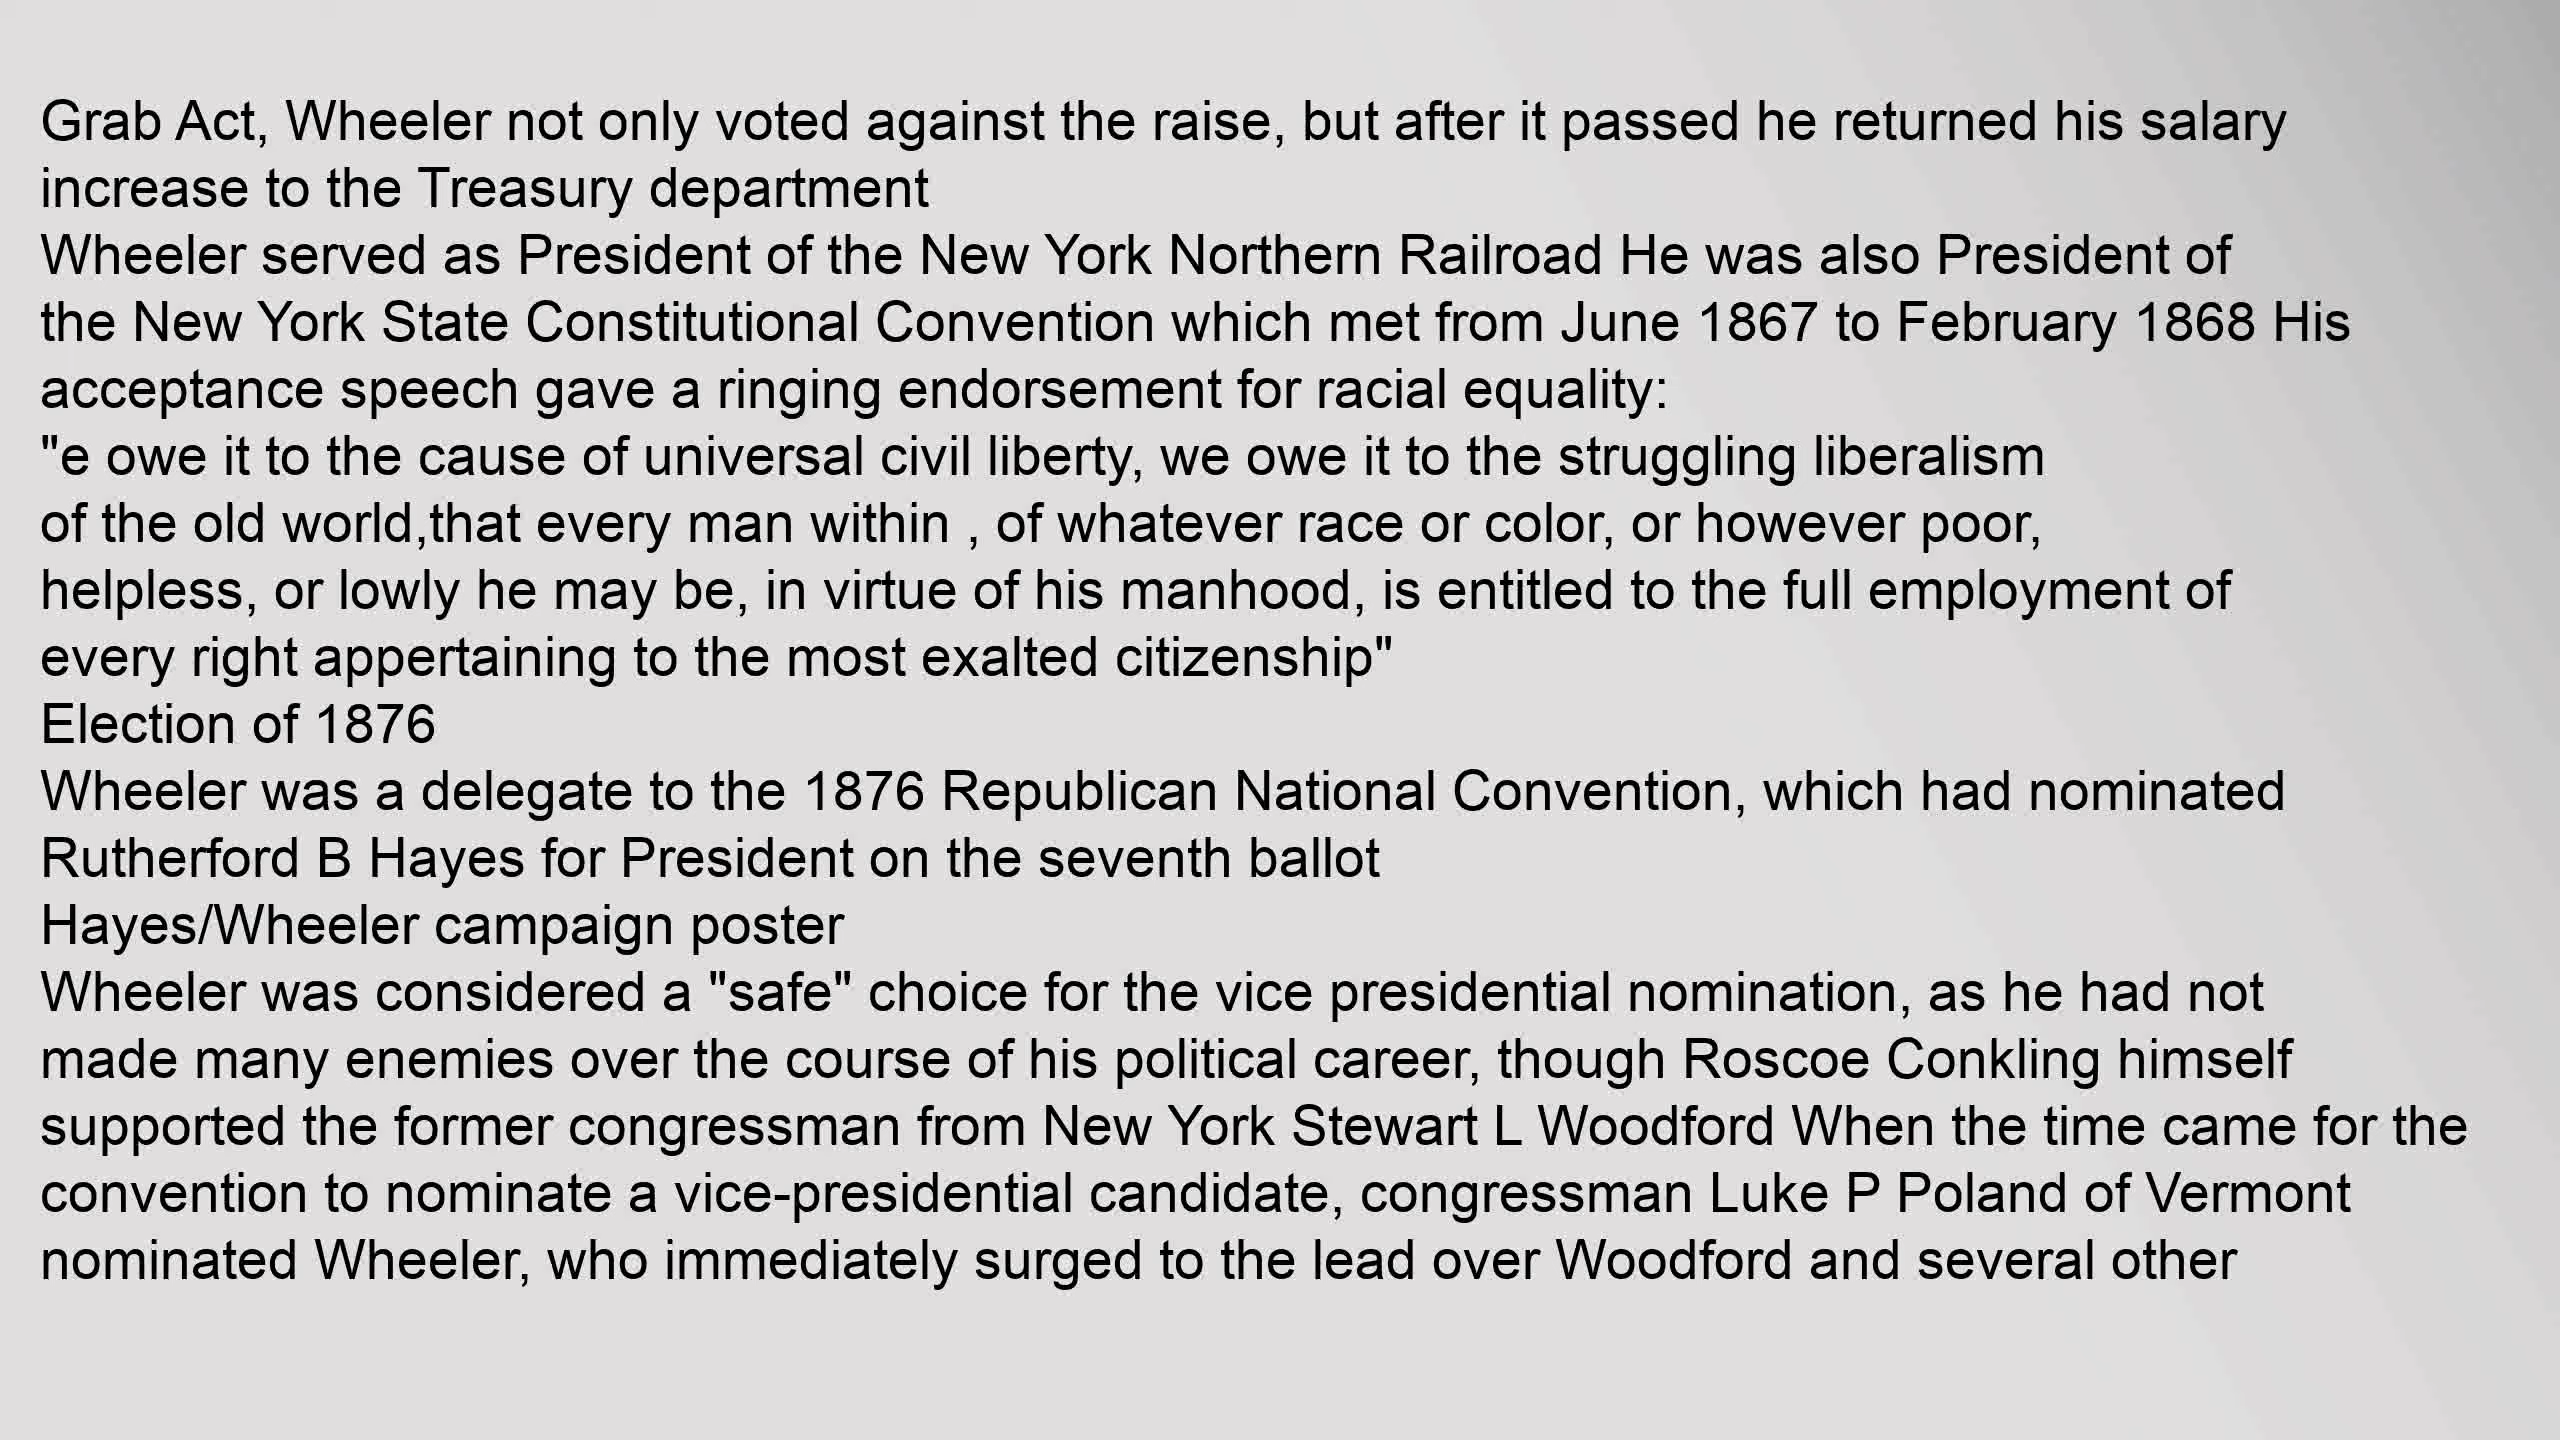 Grab Act, Wheeler not only voted against the raise, but after it passed he returned his salary
increase to the Treasury department
Wheeler served as President of the New York Northern Railroad He was also President of
the New York State Constitutional Convention which met from June 1867 to February 1868 His
acceptance speech gave a ringing endorsement for racial equality:
"e owe it to the cause of universal civil liberty, we owe it to the struggling liberalism
of the old world,that every man within , of whatever race or color, or however poor,
helpless, or lowly he may be, in virtue of his manhood, is entitled to the full employment of
every right appertaining to the most exalted citizenship"
Election of 1876
Wheeler was a delegate to the 1876 Republican National Convention, which had nominated
Rutherford B Hayes for President on the seventh ballot
Hayes/Wheeler campaign poster
Wheeler was considered a "safe" choice for the vice presidential nomination, as he had not
made many enemies over the course of his political career, though Roscoe Conkling himself
supported the former congressman from New York Stewart L Woodford When the time came for the
convention to nominate a vice-presidential candidate, congressman Luke P Poland of Vermont
nominated Wheeler, who immediately surged to the lead over Woodford and several other